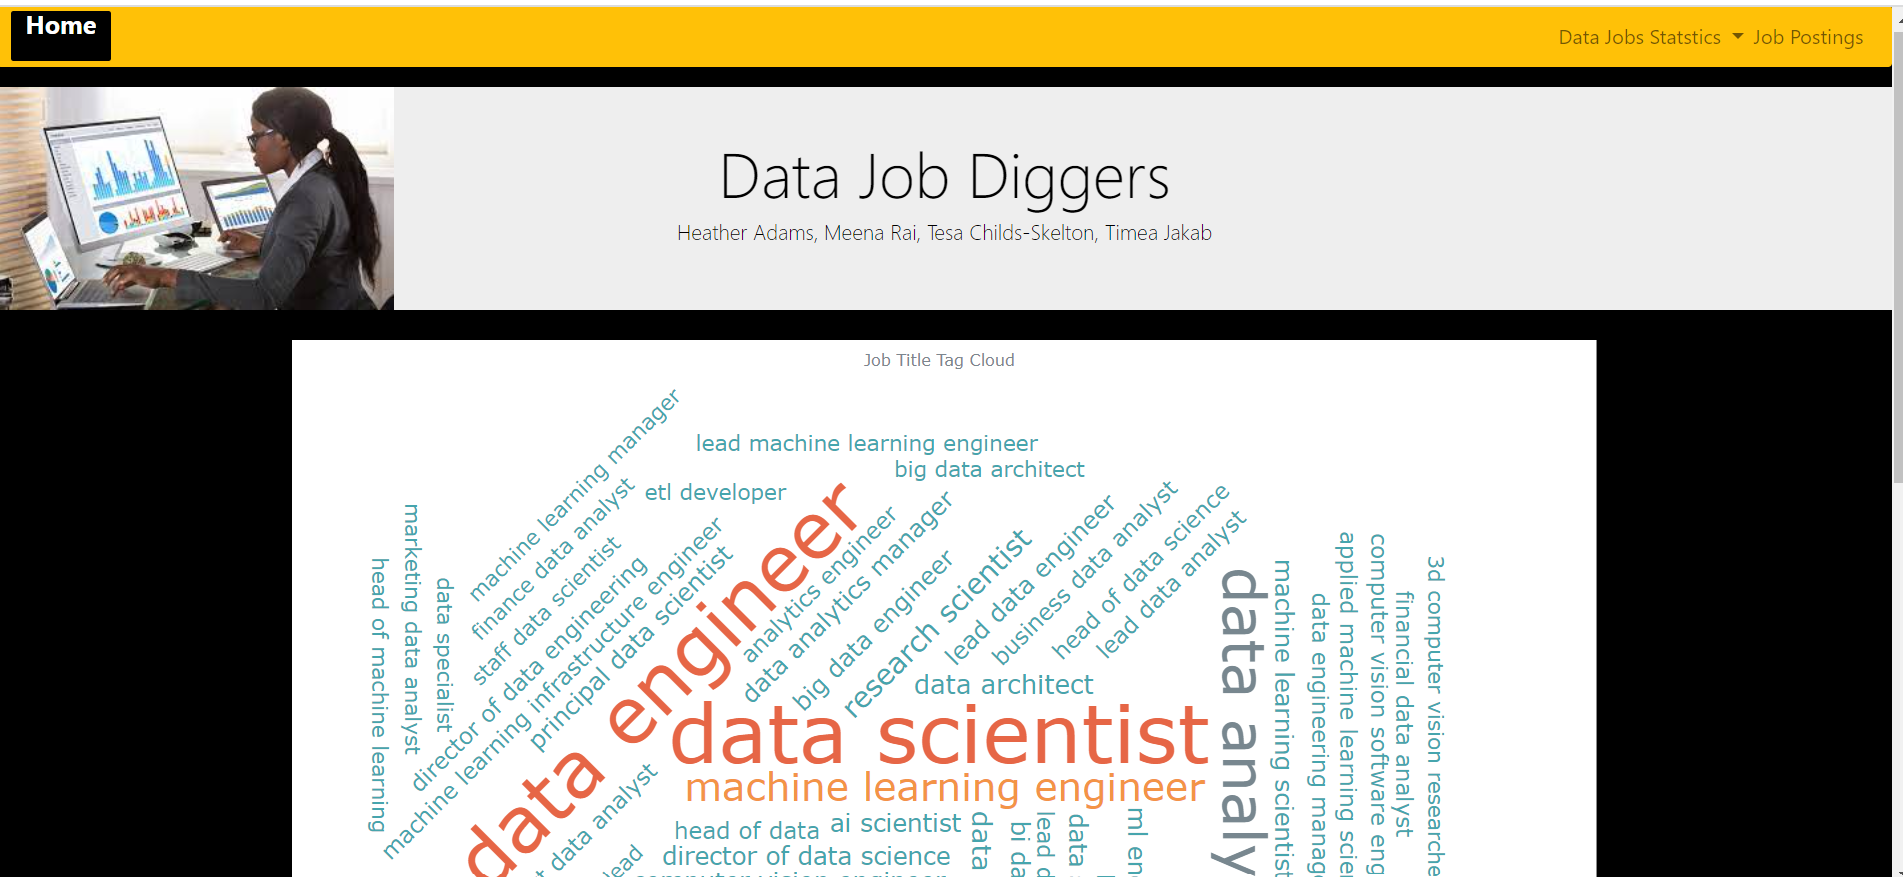 Home
Data Jobs Statstics
Job Postings
Data Job Diggers
Heather Adams, Meena Rai, Tesa Childs-Skelton, Timea Jakab
Job Title Tag Cloud
machine learning manager
lead machine learning engineer
big data architect
etl developer
finance data analyst
staff data scientist
director of data engineering
machine learning infrastructure engineer
principal data scientist
data engineer
analytics engineer
data analytics manager
big data engineer
research scientist
lead data engineer
business data analyst
head of data science
lead data analyst
marketing data analyst
head of machine learning
data specialist
data architect
data scientist
machine learning engineer
data analy
machine learning scientist
data engineering manag
applied machine learning scien
computer vision software eng
financial data analyst
3d computer vision researche
t data analyst
lead
head of data
ai scientist
director of data science
computer vision engineer
data
bi da
lead d
data
ml en